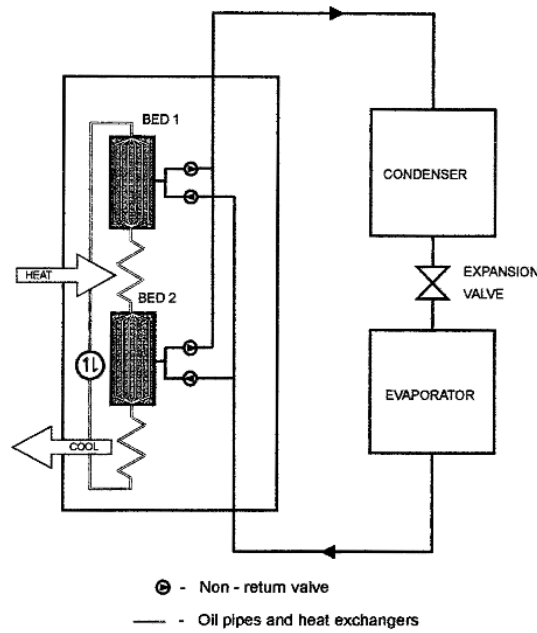 BED 1
CONDENSER
HEAT
EXPANSION
VALVE
BED 2
EVAPORATOR
COOL
- Non - return valve
- Oil pipes and heat exchangers